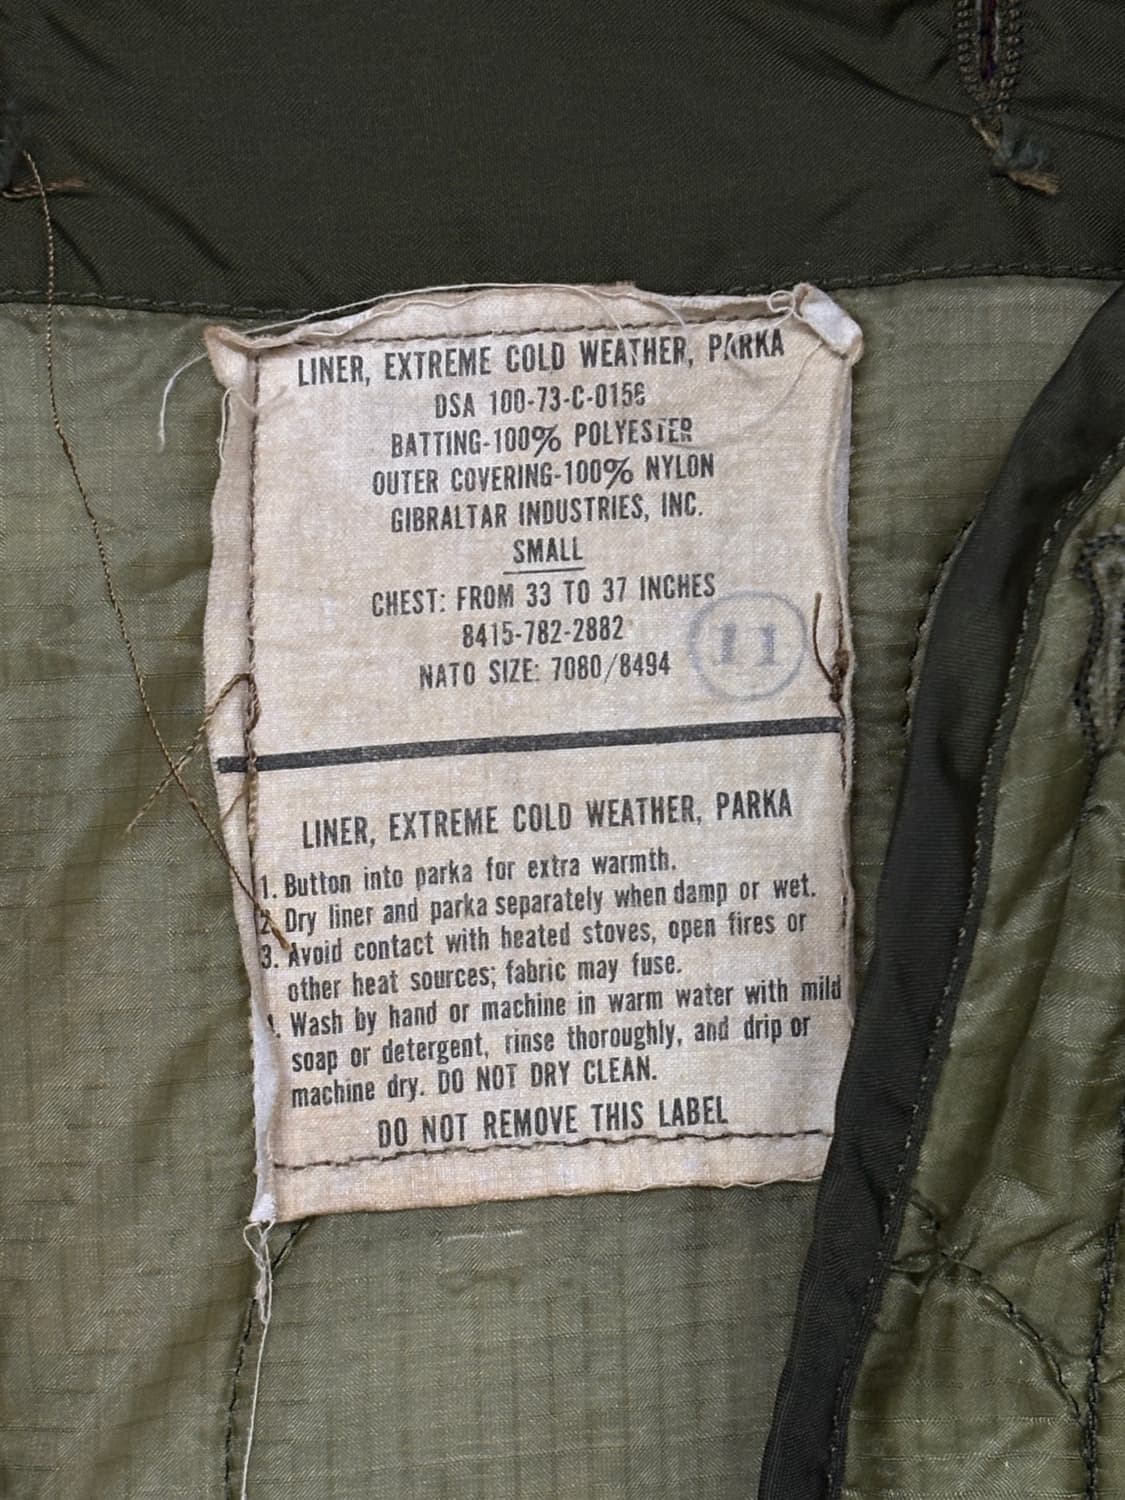 LINER, EXTREME COLD WEATHER, PARKA
DSA 100-73-C-0156
BATTING-100% POLYESTER
OUTER COVERING-100% NYLON
GIBRALTAR INDUSTRIES, INC.
SMALL
CHEST: FROM 33 TO 37 INCHES
8415-782-2882
11
NATO SIZE: 7080/8494
LINER, EXTREME COLD WEATHER, PARKA
1. Button into parka for extra warmth.
2. Dry liner and parka separately when damp or wet.
3. Avoid contact with heated stoves, open fires or
other heat sources; fabric may fuse.
4. Wash by hand or machine in warm water with mild
soap or detergent, rinse thoroughly, and drip or
machine dry. DO NOT DRY CLEAN.
DO NOT REMOVE THIS LABEL